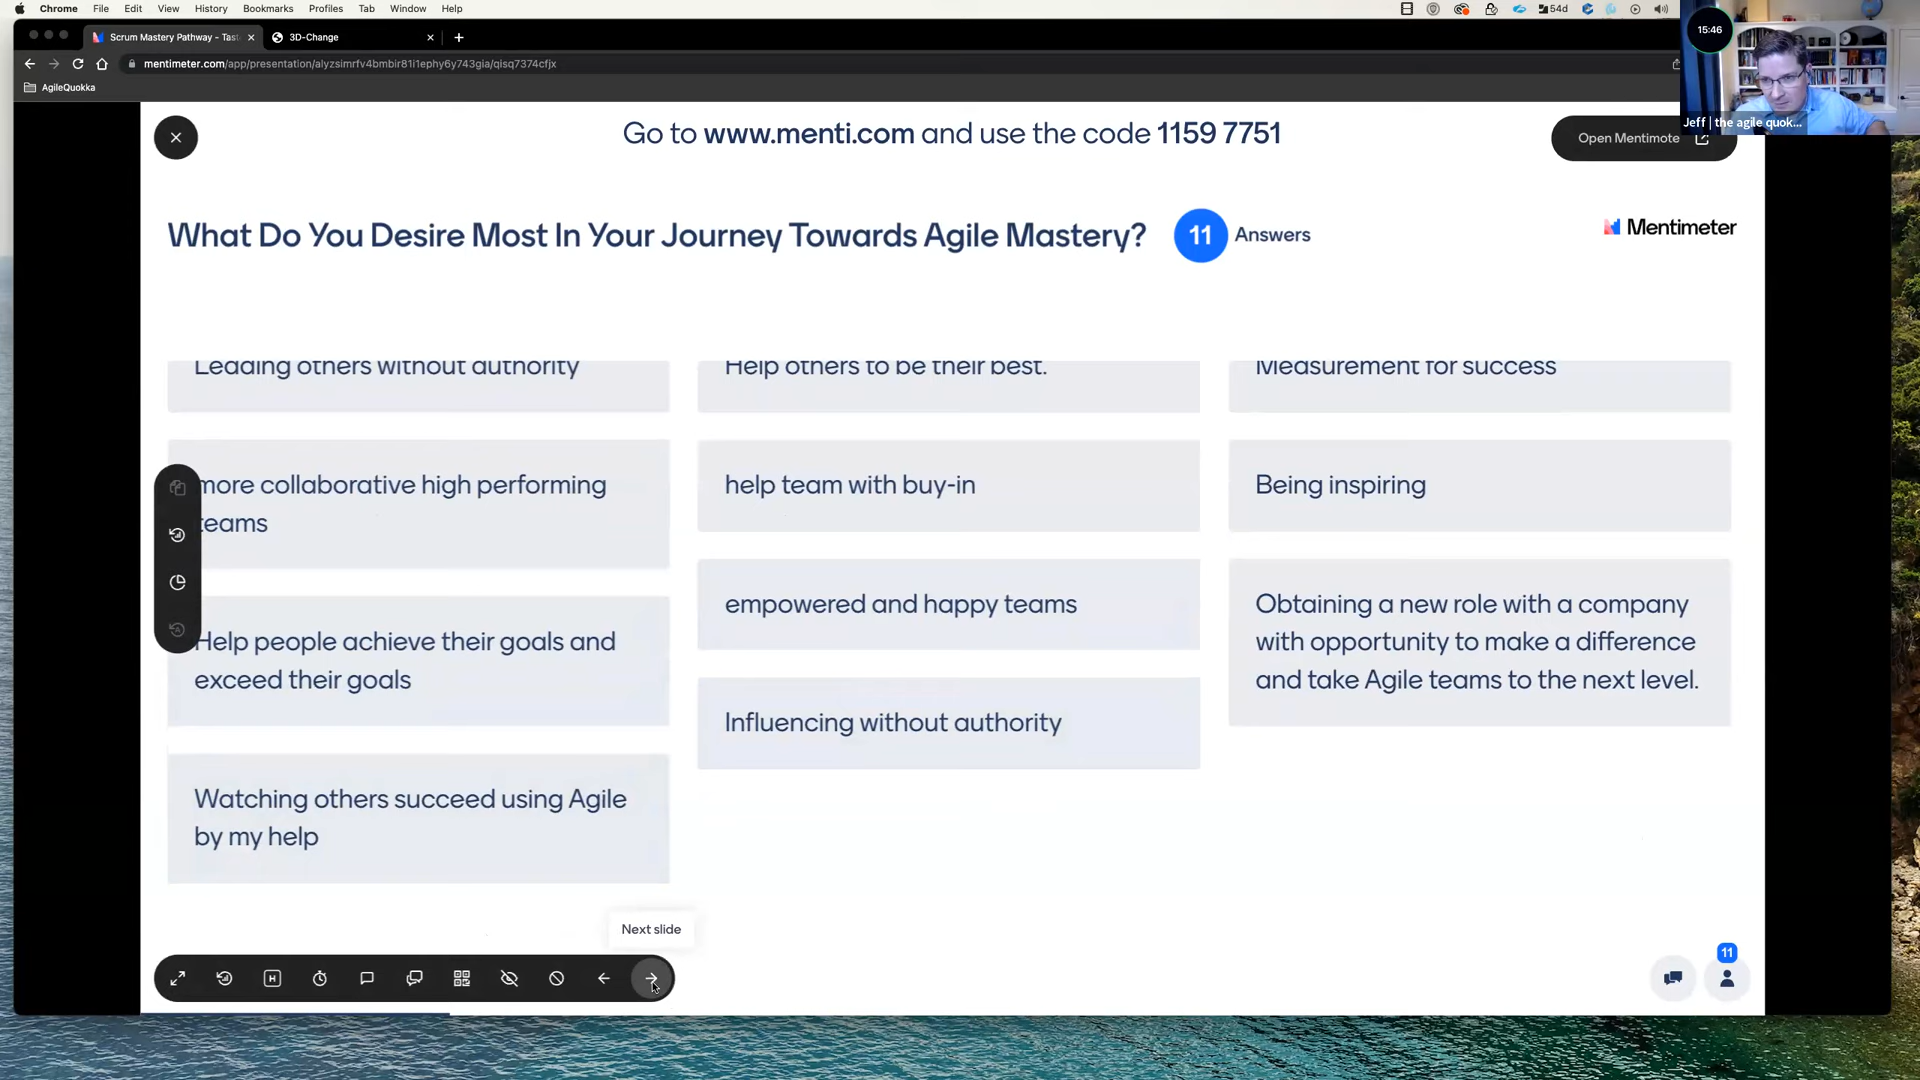 Chrome File Edit View History Bookmarks Profiles Tab Window Help
54d
Scrum Mastery Pathway - Tast
3D-Change
mentimeter.com/app/presentation/alyzsimrfv4bmbir81i1ephy6y743gia/qisq7374cfjx
AgileQuokka
15:46
Jeff | the agile quok...
Go to www.menti.com and use the code 1159 7751
Open Mentimote
What Do You Desire Most In Your Journey Towards Agile Mastery?
11 Answers
Mentimeter
Leading others without authority
Help others to be their best.
Measurement for success
more collaborative high performing
teams
help team with buy-in
Being inspiring
Help people achieve their goals and
exceed their goals
empowered and happy teams
Obtaining a new role with a company
with opportunity to make a difference
and take Agile teams to the next level.
Influencing without authority
Watching others succeed using Agile
by my help
Next slide
H
11